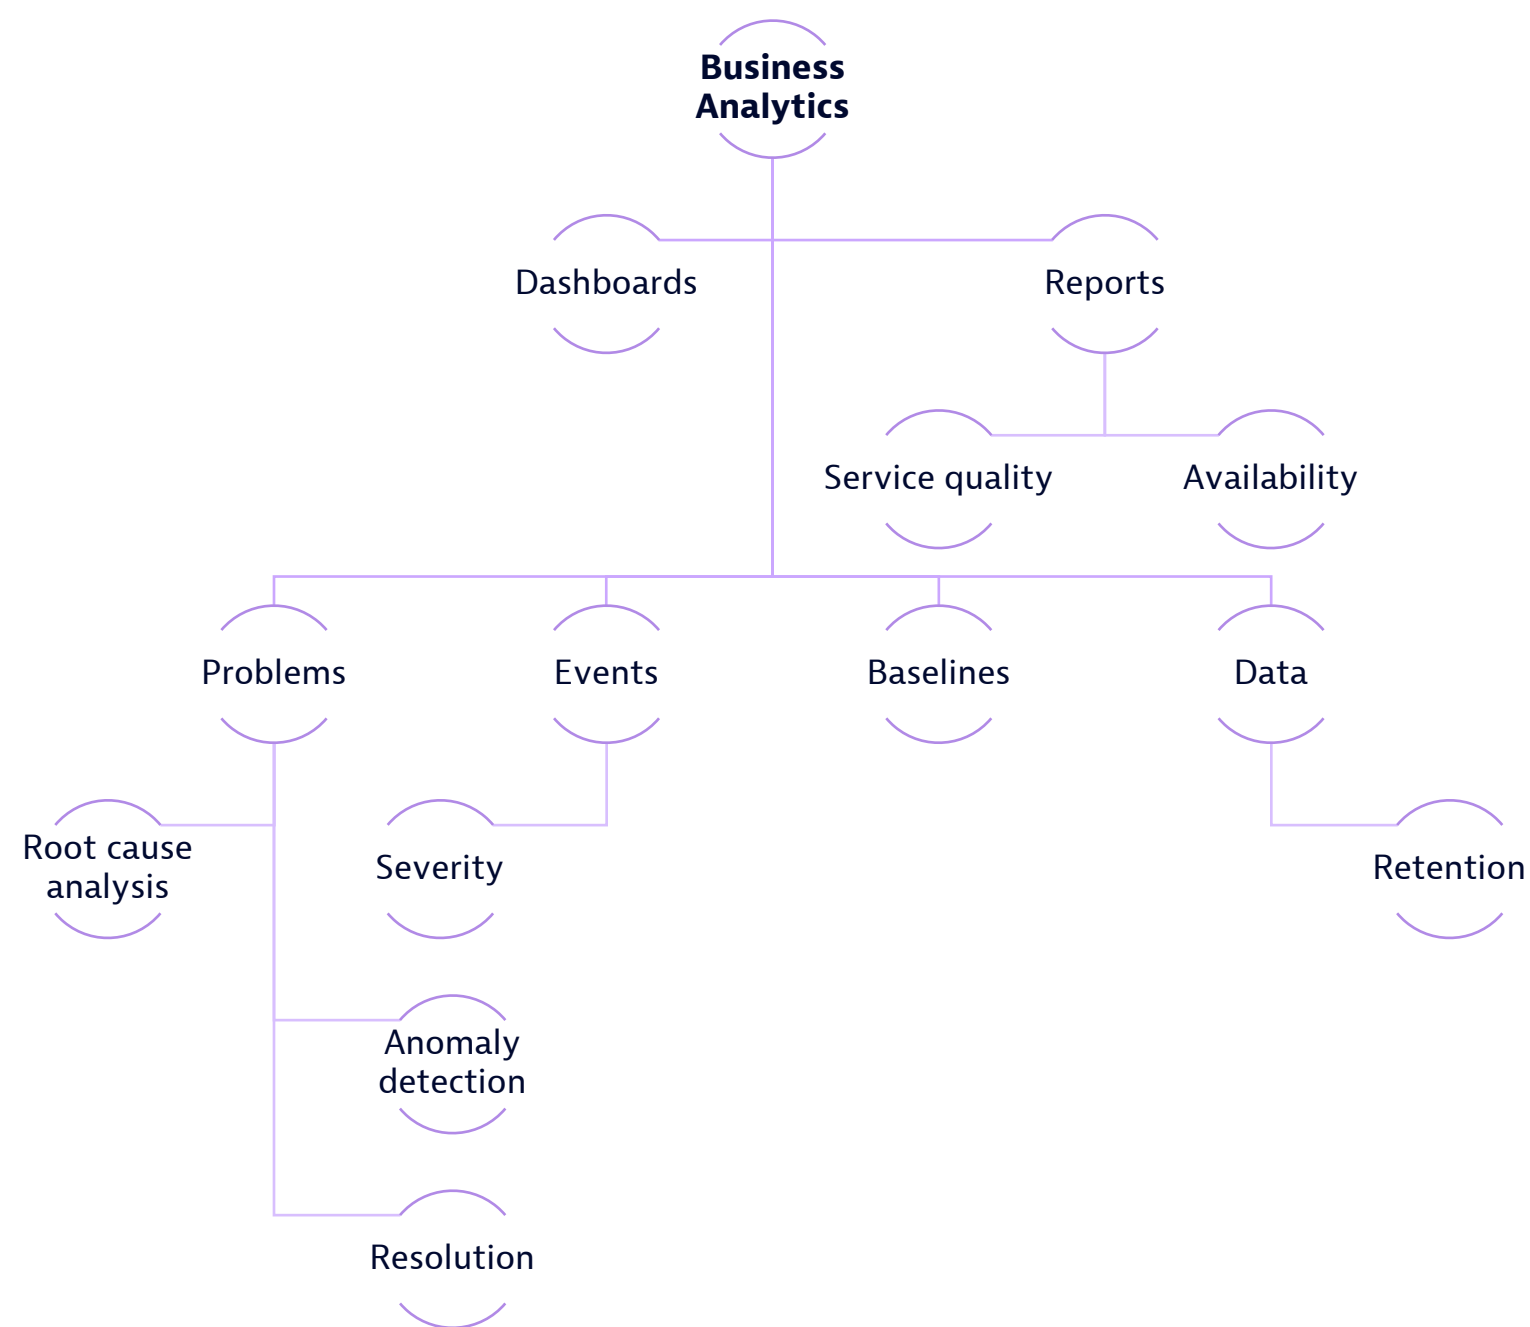 Business
Analytics
Dashboards
Reports
Service quality
Availability
Problems
Events
Baselines
Data
Root cause
analysis
Severity
Retention
Anomaly
detection
Resolution